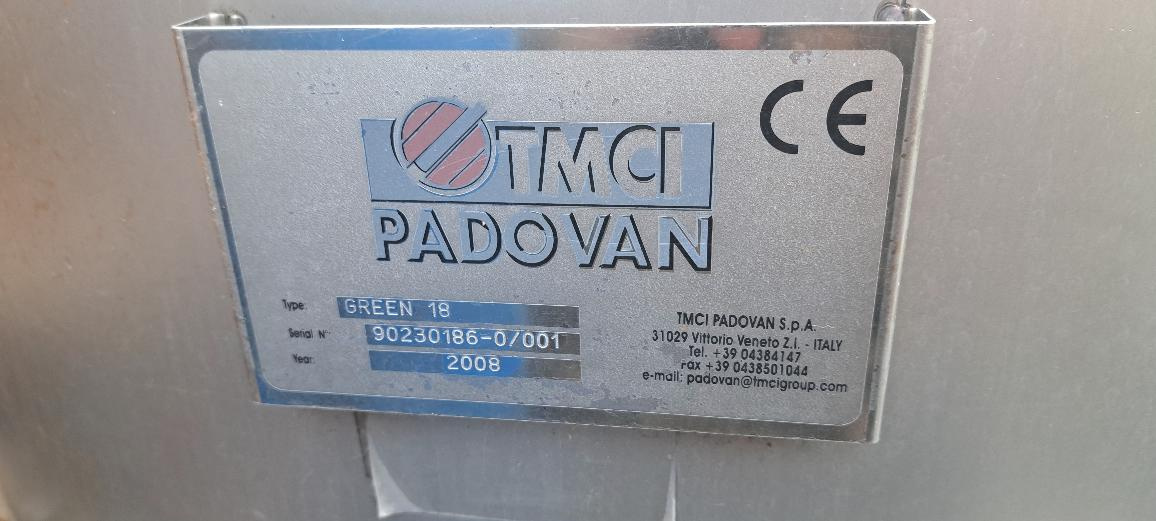 CE
TMCI
PADOVAN
Type: GREEN 18
Serial N° 90230186-0/001
Year: 2008
TMCI PADOVAN S.p.A.
31029 Vittorio Veneto Z.I. - ITALY
Tel. +39 04384147
Fax +39 0438501044
e-mail: padovan@tmcigroup.com